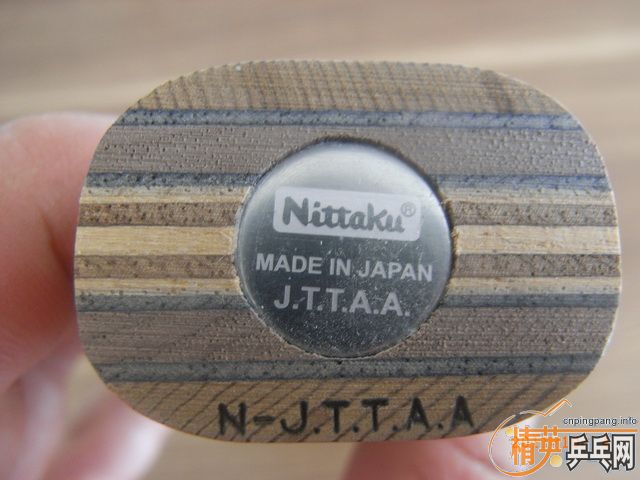 Nittaku®
MADE IN JAPAN
J.T.T.A.A.
N-J.T.T.A.A
cnpingpang.info
精英乒乓网